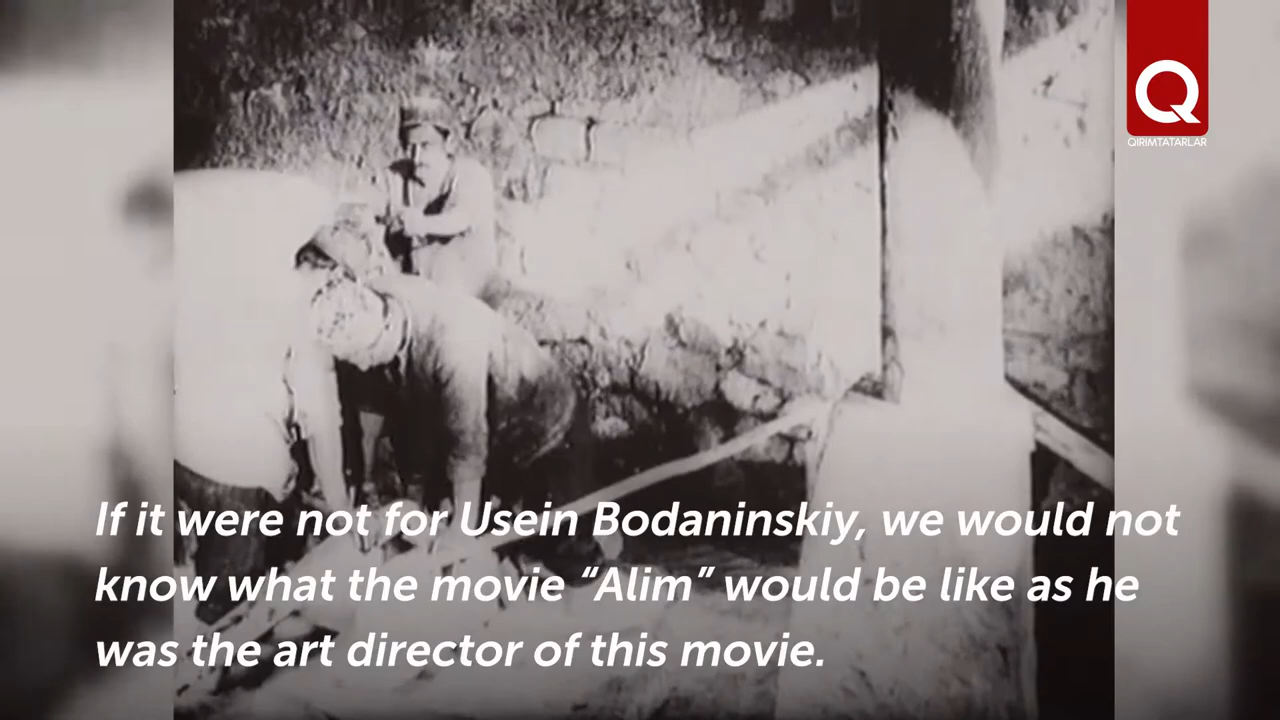 Q
QIRIMTATARLAR
If it were not for Usein Bodaninskiy, we would not
know what the movie “Alim” would be like as he
was the art director of this movie.